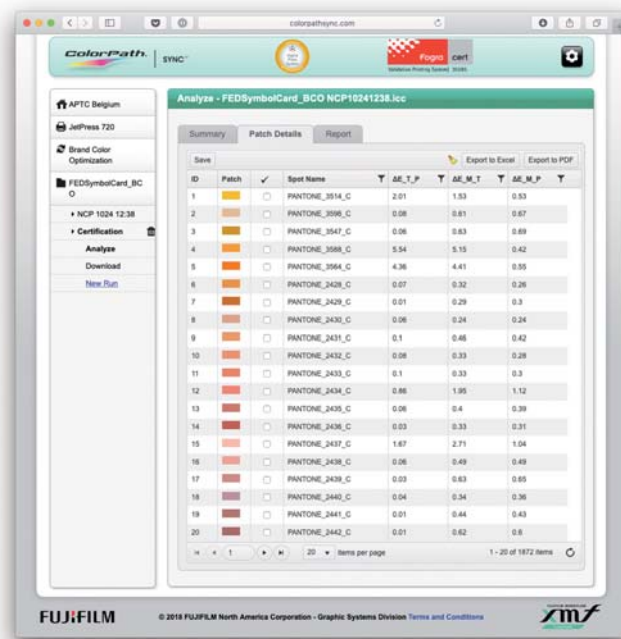 colorpathsync.com
ColorPath. SYNC™
Fogra cert
Validation Printing System 31085
APTC Belgium
JetPress 720
Brand Color
Optimization
FEDSymbolCard_BC
O
NCP 1024 12:38
Certification
Analyze
Download
New Run
Analyze - FEDSymbolCard_BCO NCP10241238.icc
Summary Patch Details Report
Save Export to Excel Export to PDF
ID Patch ✓ Spot Name ΔE_T_P ΔE_M_T ΔE_M_P
1 PANTONE_3514_C 2.01 1.53 0.53
2 PANTONE_3598_C 0.08 0.61 0.67
3 PANTONE_3547_C 0.06 0.63 0.69
4 PANTONE_3588_C 5.54 5.15 0.42
5 PANTONE_3564_C 4.36 4.41 0.55
6 PANTONE_2428_C 0.07 0.32 0.26
7 PANTONE_2429_C 0.01 0.29 0.3
8 PANTONE_2430_C 0.06 0.24 0.24
9 PANTONE_2431_C 0.1 0.46 0.42
10 PANTONE_2432_C 0.08 0.33 0.28
11 PANTONE_2433_C 0.1 0.33 0.3
12 PANTONE_2434_C 0.86 1.95 1.12
13 PANTONE_2435_C 0.06 0.4 0.39
14 PANTONE_2436_C 0.03 0.33 0.31
15 PANTONE_2437_C 1.67 2.71 1.04
16 PANTONE_2438_C 0.06 0.49 0.49
17 PANTONE_2439_C 0.03 0.63 0.65
18 PANTONE_2440_C 0.04 0.34 0.36
19 PANTONE_2441_C 0.01 0.44 0.43
20 PANTONE_2442_C 0.01 0.62 0.6
1 20 items per page 1 - 20 of 1872 items
FUJIFILM
© 2018 FUJIFILM North America Corporation - Graphic Systems Division Terms and Conditions
xmf